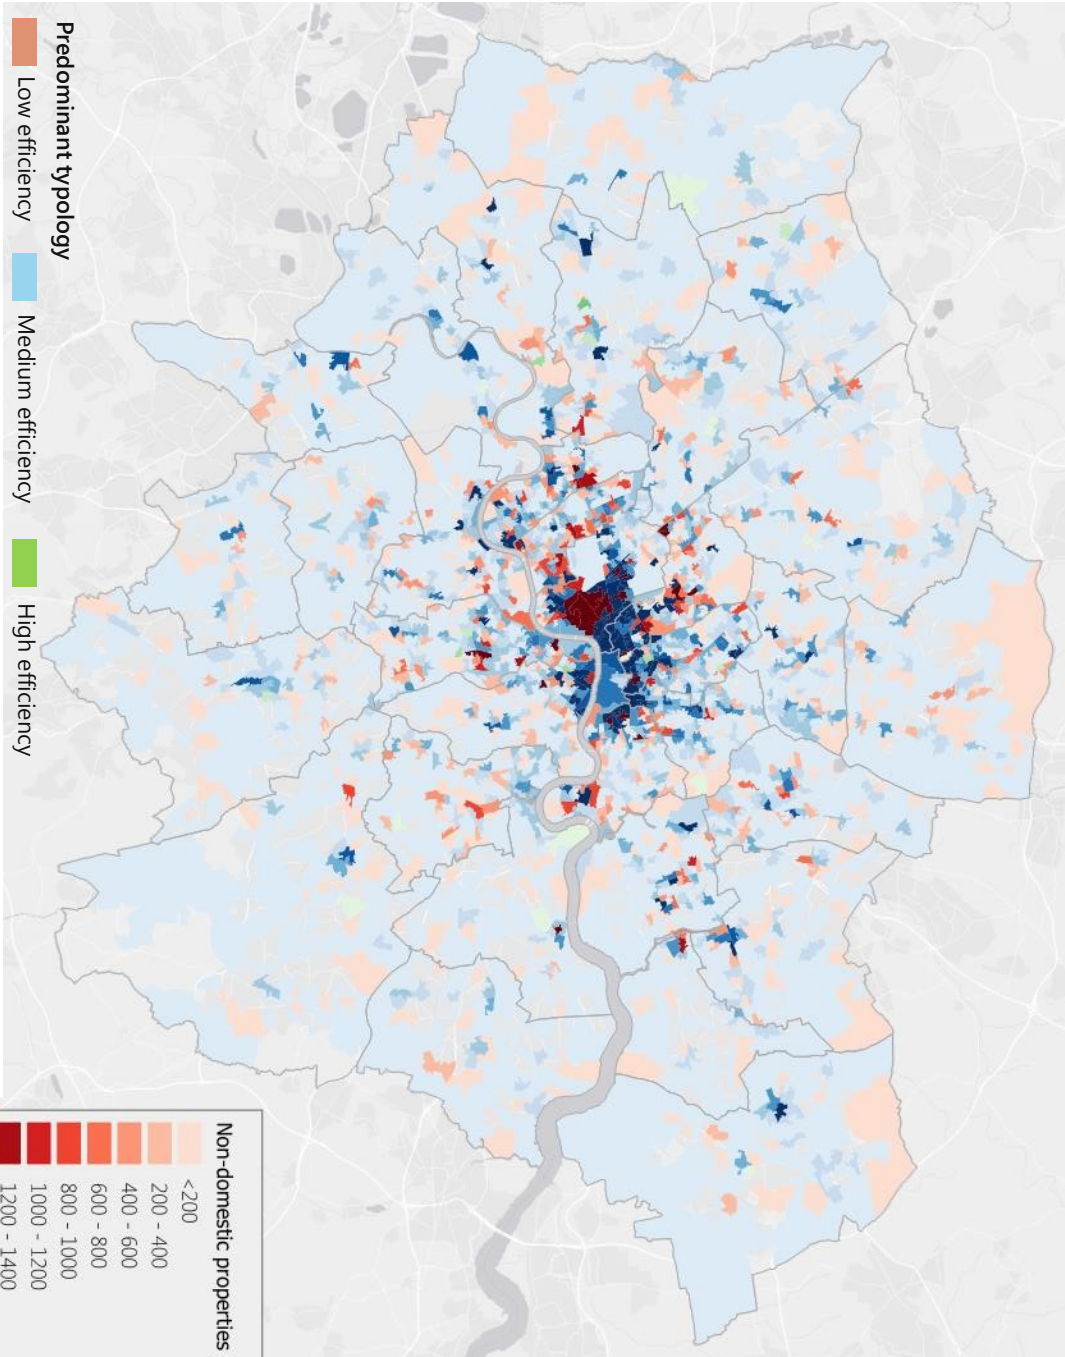 Predominant typology
Low efficiency
Medium efficiency
High efficiency
Non-domestic properties
<200
200 - 400
400 - 600
600 - 800
800 - 1000
1000 - 1200
1200 - 1400